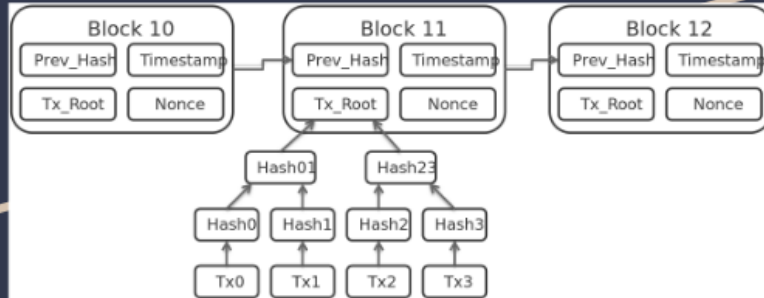 Block 10 Block 11 Block 12
Prev_Hash Timestamp Prev_Hash Timestamp Prev_Hash Timestamp
Tx_Root Nonce Tx_Root Nonce Tx_Root Nonce
Hash01 Hash23
Hash0 Hash1 Hash2 Hash3
Tx0 Tx1 Tx2 Tx3